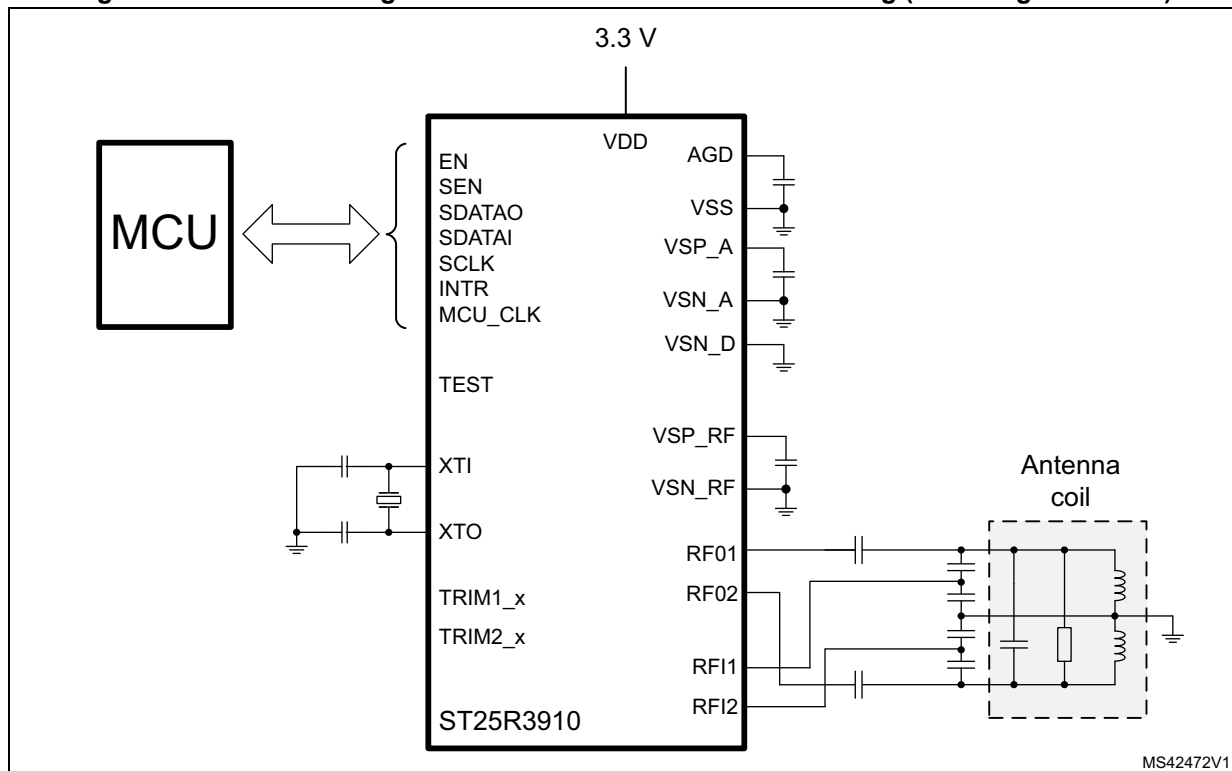 3.3 V
VDD
MCU
EN
SEN
SDATAO
SDATAI
SCLK
INTR
MCU_CLK
TEST
XTI
XTO
TRIM1_x
TRIM2_x
ST25R3910
AGD
VSS
VSP_A
VSN_A
VSN_D
VSP_RF
VSN_RF
RF01
RF02
RFI1
RFI2
Antenna
coil
MS42472V1